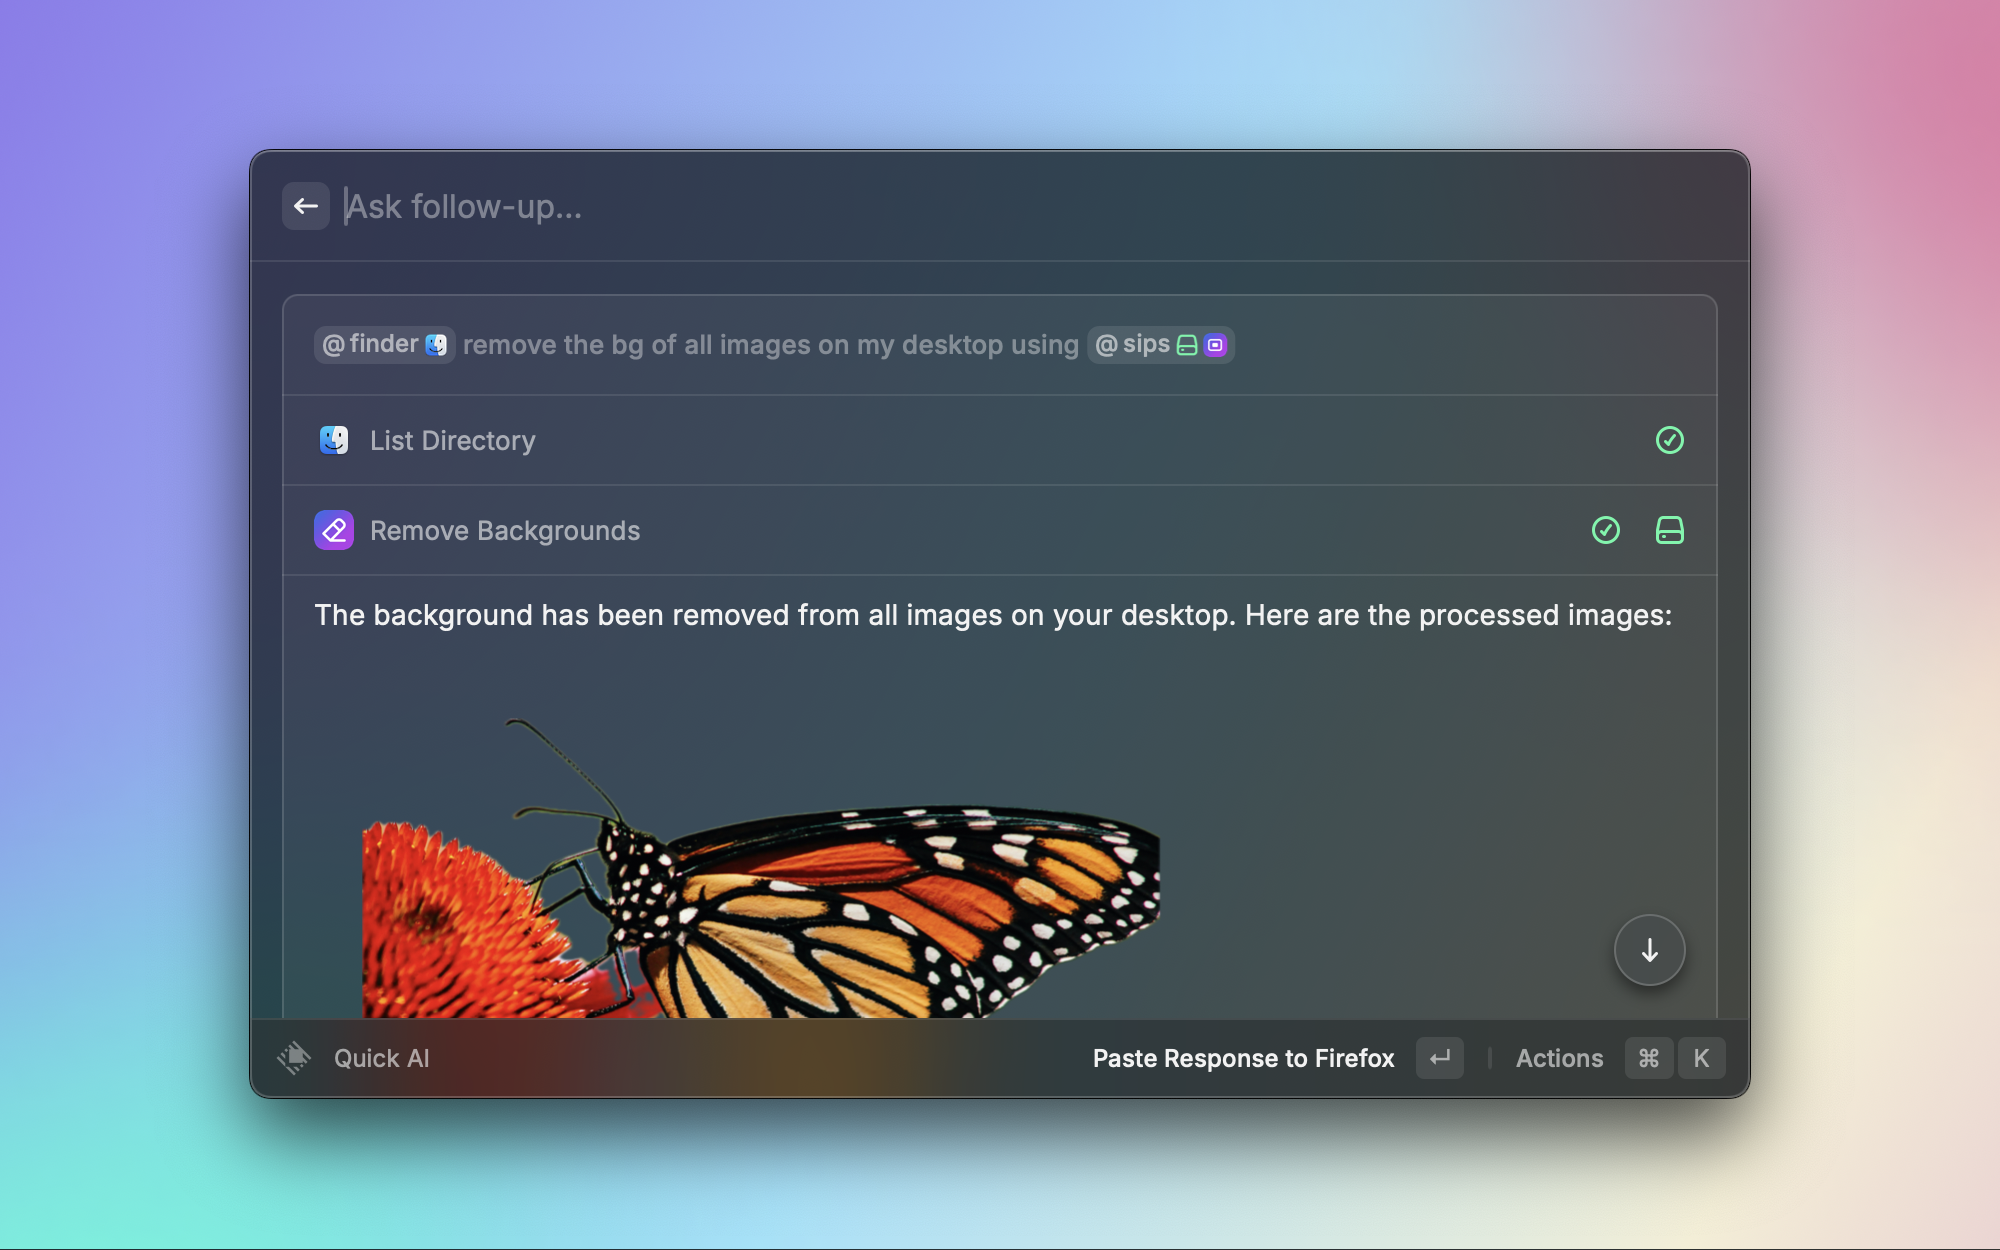 Ask follow-up...
@finder remove the bg of all images on my desktop using @sips
List Directory
Remove Backgrounds
The background has been removed from all images on your desktop. Here are the processed images:
Quick AI
Paste Response to Firefox ↵ | Actions ⌘ K